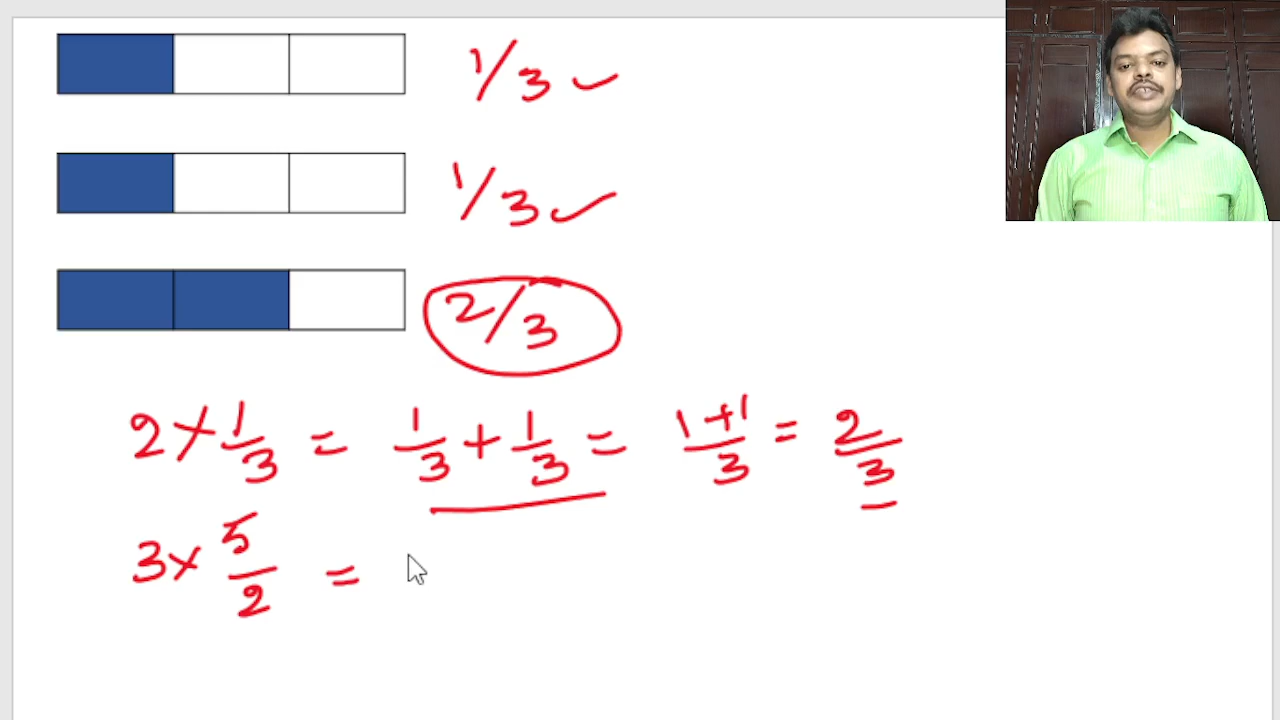 1/3 ✓
1/3 ✓
2/3
2 × 1/3 = 1/3 + 1/3 = 1+1/3 = 2/3
3 × 5/2 =